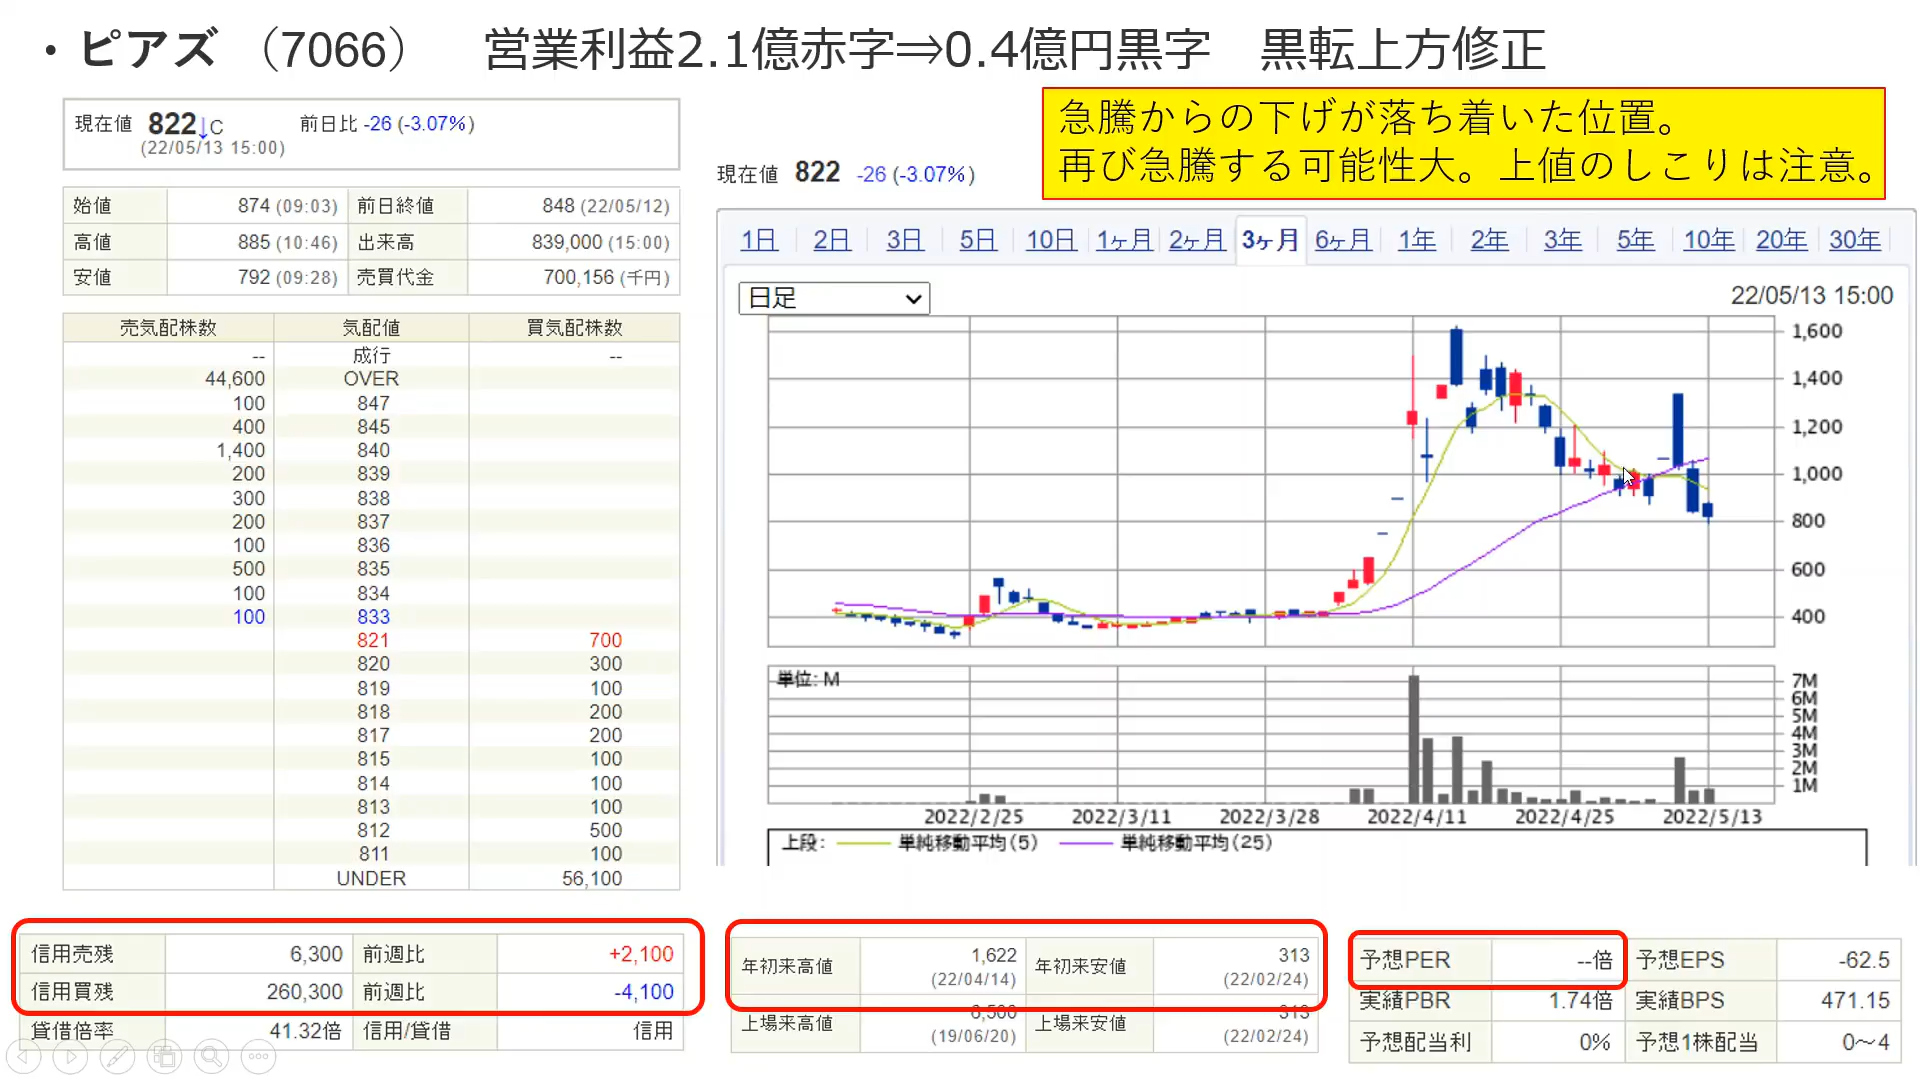 ・ピアズ （7066）　営業利益2.1億赤字⇒0.4億円黒字　黒転上方修正
現在値 822↓C 前日比 -26 (-3.07%)
(22/05/13 15:00)
始値 874 (09:03) 前日終値 848 (22/05/12)
高値 885 (10:46) 出来高 839,000 (15:00)
安値 792 (09:28) 売買代金 700,156 (千円)
売気配株数 気配値 買気配株数
-- 成行 --
44,600 OVER
100 847
400 845
1,400 840
200 839
300 838
200 837
100 836
500 835
100 834
100 833
821 700
820 300
819 100
818 200
817 200
815 100
814 100
813 100
812 500
811 100
UNDER 56,100
急騰からの下げが落ち着いた位置。
再び急騰する可能性大。上値のしこりは注意。
現在値 822 -26 (-3.07%)
1日 2日 3日 5日 10日 1ヶ月 2ヶ月 3ヶ月 6ヶ月 1年 2年 3年 5年 10年 20年 30年
日足 22/05/13 15:00
1,600
1,400
1,200
1,000
800
600
400
単位: M
7M
6M
5M
4M
3M
2M
1M
2022/2/25 2022/3/11 2022/3/28 2022/4/11 2022/4/25 2022/5/13
上段: 単純移動平均(5) 単純移動平均(25)
信用売残 6,300 前週比 +2,100
信用買残 260,300 前週比 -4,100
貸借倍率 41.32倍 信用/貸借 信用
年初来高値 1,622 (22/04/14) 年初来安値 313 (22/02/24)
上場来高値 6,500 (19/06/20) 上場来安値 313 (22/02/24)
予想PER --倍 予想EPS -62.5
実績PBR 1.74倍 実績BPS 471.15
予想配当利 0% 予想1株配当 0～4